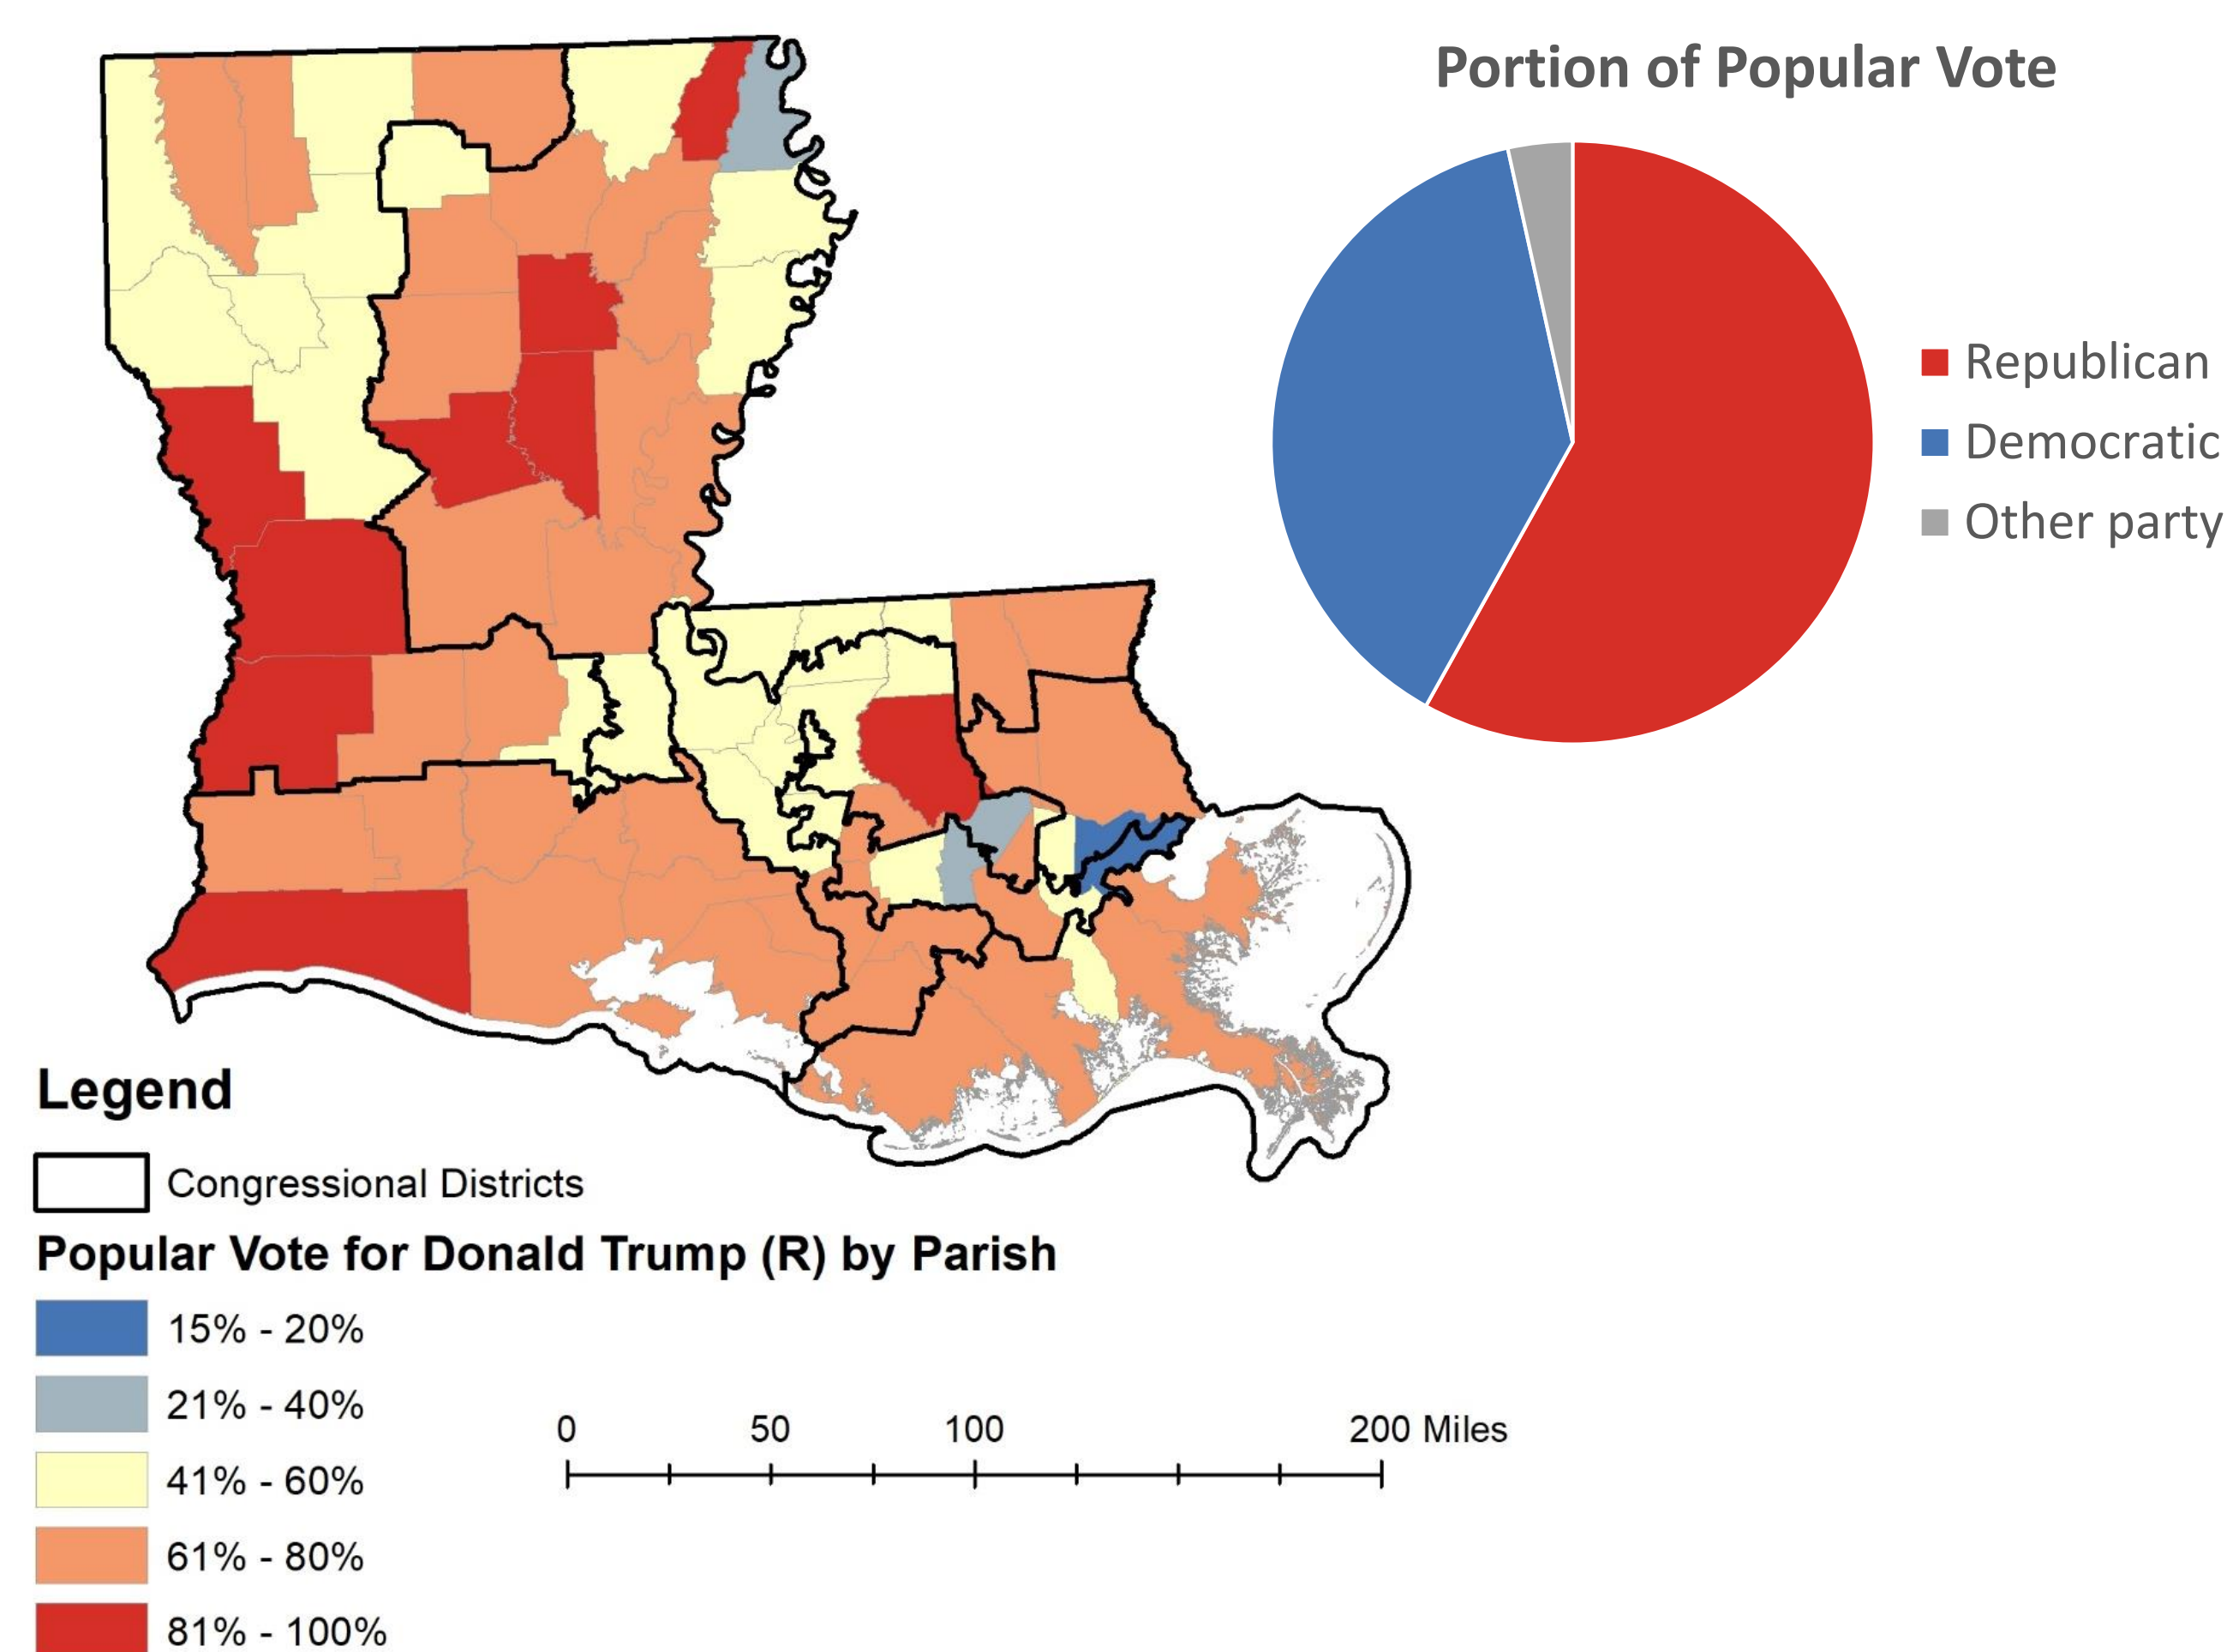 Portion of Popular Vote
Republican
Democratic
Other party
Legend
Congressional Districts
Popular Vote for Donald Trump (R) by Parish
15% - 20%
21% - 40%
41% - 60%
61% - 80%
81% - 100%
0 50 100 200 Miles